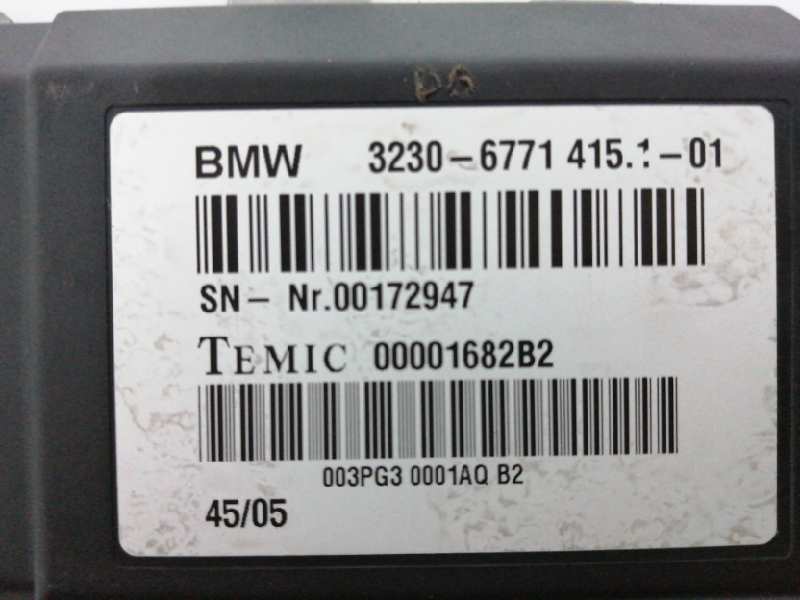 BMW 3230-6771 415.1-01
SN- Nr.00172947
TEMIC 00001682B2
003PG3 0001AQ B2
45/05